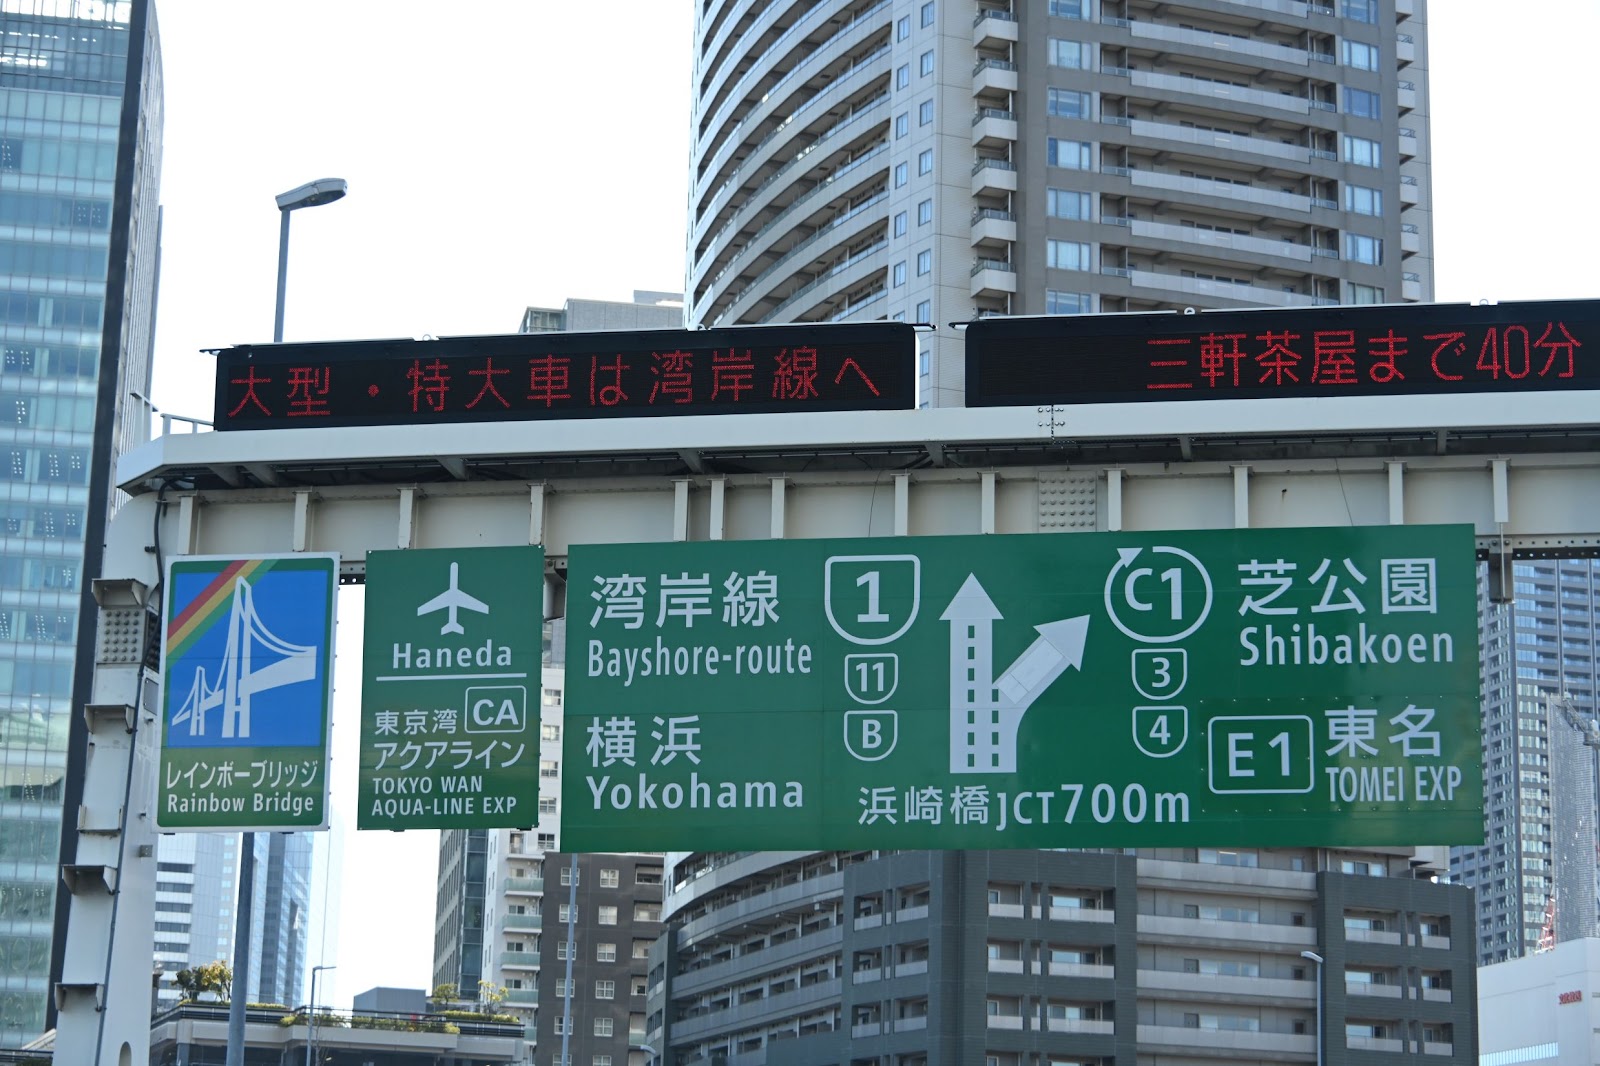 大型・特大車は湾岸線へ
三軒茶屋まで40分
レインボーブリッジ
Rainbow Bridge
Haneda
東京湾 CA
アクアライン
TOKYO WAN
AQUA-LINE EXP
湾岸線
Bayshore-route
横浜
Yokohama
1
11
B
浜崎橋JCT700m
C1
3
4
芝公園
Shibakoen
E1
東名
TOMEI EXP